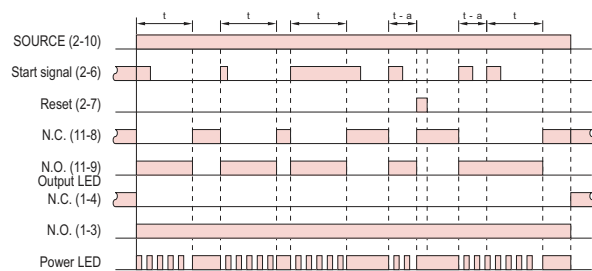 t t t t - a t - a t
SOURCE (2-10)
Start signal (2-6)
Reset (2-7)
N.C. (11-8)
N.O. (11-9)
Output LED
N.C. (1-4)
N.O. (1-3)
Power LED